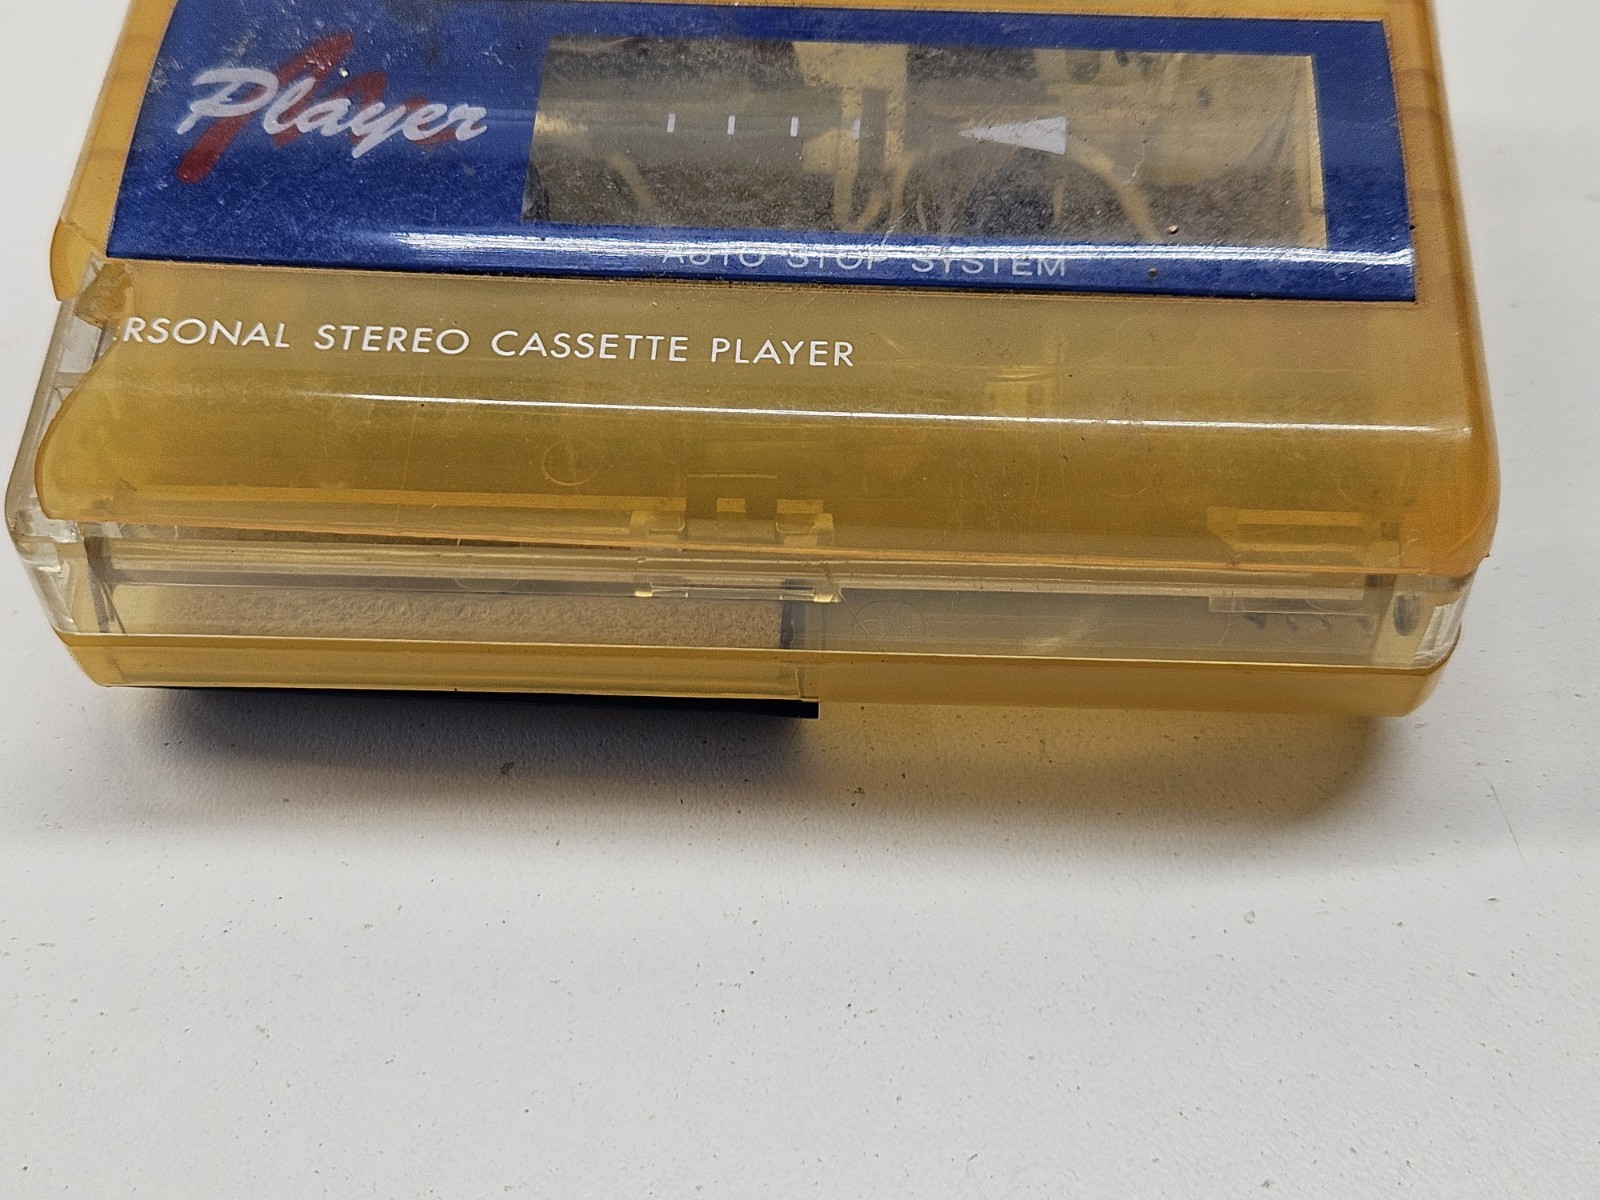 Player
AUTO STOP SYSTEM
RSONAL STEREO CASSETTE PLAYER